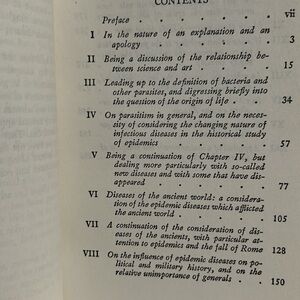 CONTENTS
Preface . . . . . . . vii
I In the nature of an explanation and an
apology . . . . . . 3
II Being a discussion of the relationship be-
tween science and art . . . . 15
III Leading up to the definition of bacteria and
other parasites, and digressing briefly into
the question of the origin of life . . 34
IV On parasitism in general, and on the neces-
sity of considering the changing nature of
infectious diseases in the historical study
of epidemics . . . . . 57
V Being a continuation of Chapter IV, but
dealing more particularly with so-called
new diseases and with some that have dis-
appeared . . . . . . 77
VI Diseases of the ancient world: a considera-
tion of the epidemic diseases which afflicted
the ancient world . . . . 105
VII A continuation of the consideration of dis-
eases of the ancients, with particular at-
tention to epidemics and the fall of Rome 128
VIII On the influence of epidemic diseases on po-
litical and military history, and on the
relative unimportance of generals . . 150